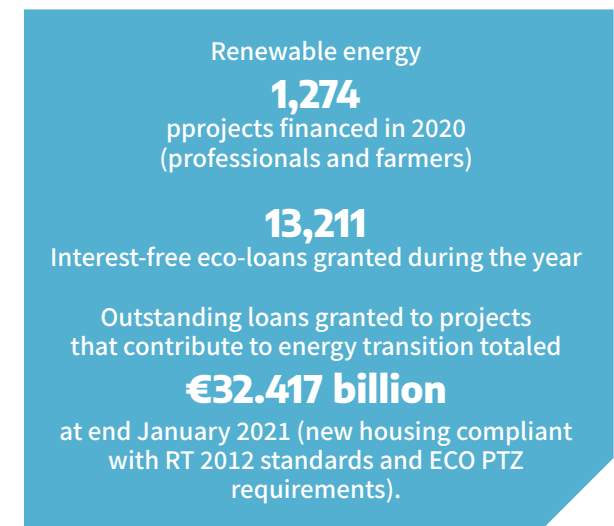 Renewable energy
1,274
pprojects financed in 2020
(professionals and farmers)
13,211
Interest-free eco-loans granted during the year
Outstanding loans granted to projects
that contribute to energy transition totaled
€32.417 billion
at end January 2021 (new housing compliant
with RT 2012 standards and ECO PTZ
requirements).